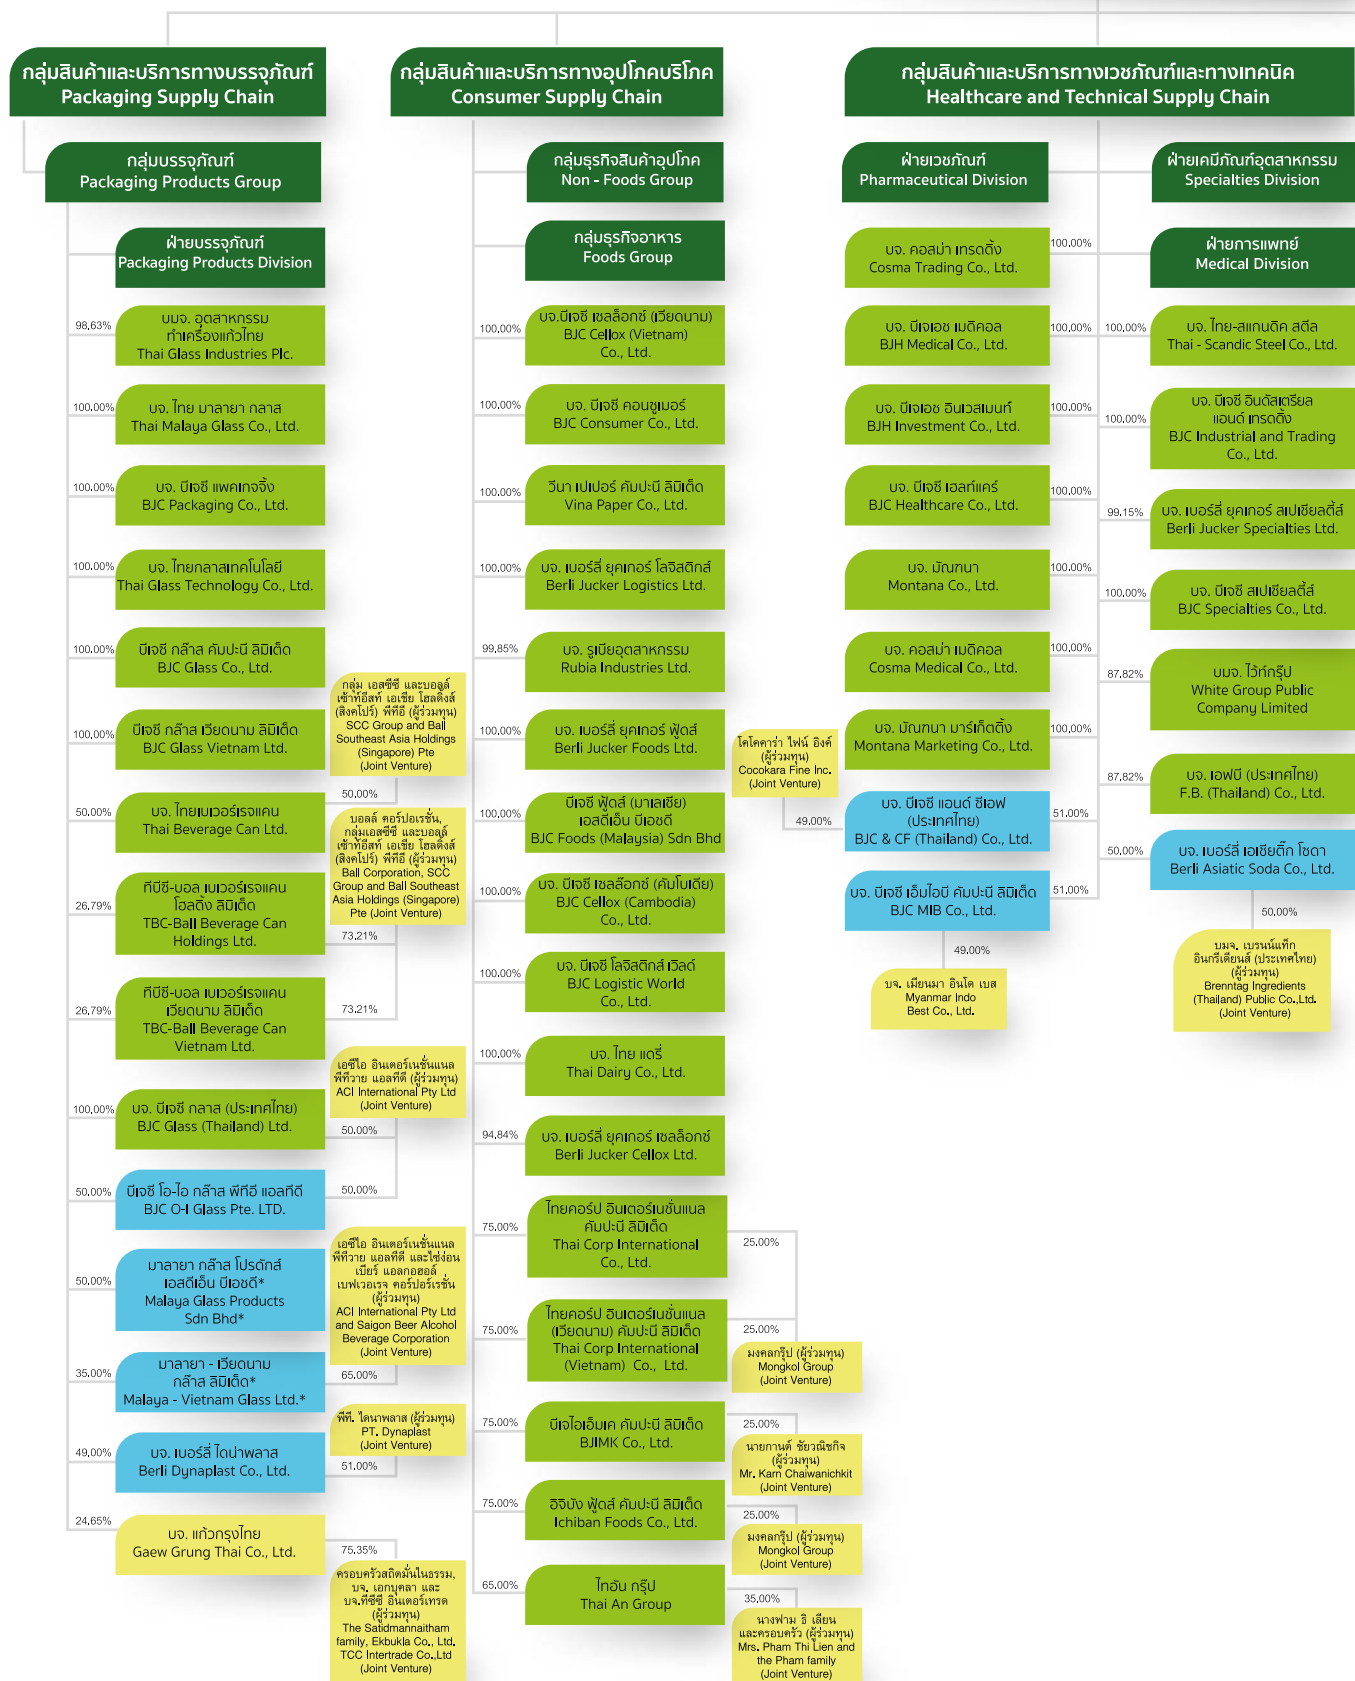 กลุ่มสินค้าและบริการทางบรรจุภัณฑ์
Packaging Supply Chain
กลุ่มบรรจุภัณฑ์
Packaging Products Group
ฝ่ายบรรจุภัณฑ์
Packaging Products Division
98.63%
บมจ. อุตสาหกรรม
ทำเครื่องแก้วไทย
Thai Glass Industries Plc.
100.00%
บจ. ไทย มาลายา กลาส
Thai Malaya Glass Co., Ltd.
100.00%
บจ. บีเจซี แพคเกจจิ้ง
BJC Packaging Co., Ltd.
100.00%
บจ. ไทยกลาสเทคโนโลยี
Thai Glass Technology Co., Ltd.
100.00%
บีเจซี กล๊าส คัมปะนี ลิมิเต็ด
BJC Glass Co., Ltd.
100.00%
บีเจซี กล๊าส เวียดนาม ลิมิเต็ด
BJC Glass Vietnam Ltd.
กลุ่ม เอสซีซี และบอลล์
เซ้าท์อีสท์ เอเชีย โฮลดิ้งส์
(สิงคโปร์) พีทีอี (ผู้ร่วมทุน)
SCC Group and Ball
Southeast Asia Holdings
(Singapore) Pte
(Joint Venture)
50.00%
50.00%
บจ. ไทยเบเวอร์เรจแคน
Thai Beverage Can Ltd.
บอลล์ คอร์ปอเรชั่น,
กลุ่มเอสซีซี และบอลล์
เซ้าท์อีสท์ เอเชีย โฮลดิ้งส์
(สิงคโปร์) พีทีอี (ผู้ร่วมทุน)
Ball Corporation, SCC
Group and Ball Southeast
Asia Holdings (Singapore)
Pte (Joint Venture)
26.79%
ทีบีซี-บอล เบเวอร์เรจแคน
โฮลดิ้ง ลิมิเต็ด
TBC-Ball Beverage Can
Holdings Ltd.
73.21%
26.79%
ทีบีซี-บอล เบเวอร์เรจแคน
เวียดนาม ลิมิเต็ด
TBC-Ball Beverage Can
Vietnam Ltd.
73.21%
เอซีไอ อินเตอร์เนชั่นแนล
พีทีวาย แอลทีดี (ผู้ร่วมทุน)
ACI International Pty Ltd
(Joint Venture)
100.00%
บจ. บีเจซี กลาส (ประเทศไทย)
BJC Glass (Thailand) Ltd.
50.00%
50.00%
บีเจซี โอ-ไอ กล๊าส พีทีอี แอลทีดี
BJC O-I Glass Pte. LTD.
50.00%
50.00%
มาลายา กล๊าส โปรดักส์
เอสดีเอ็น บีเอชดี*
Malaya Glass Products
Sdn Bhd*
เอซีไอ อินเตอร์เนชั่นแนล
พีทีวาย แอลทีดี และไซ่ง่อน
เบียร์ แอลกอฮอล์
เบฟเวอเรจ คอร์ปอร์เรชั่น
(ผู้ร่วมทุน)
ACI International Pty Ltd
and Saigon Beer Alcohol
Beverage Corporation
(Joint Venture)
35.00%
มาลายา - เวียดนาม
กล๊าส ลิมิเต็ด*
Malaya - Vietnam Glass Ltd.*
65.00%
พีที. ไดนาพลาส (ผู้ร่วมทุน)
PT. Dynaplast
(Joint Venture)
49.00%
บจ. เบอร์ลี่ ไดน่าพลาส
Berli Dynaplast Co., Ltd.
51.00%
24.65%
บจ. แก้วกรุงไทย
Gaew Grung Thai Co., Ltd.
75.35%
ครอบครัวสถิตมั่นในธรรม,
บจ. เอกบุคลา และ
บจ.ทีซีซี อินเตอร์เทรด
(ผู้ร่วมทุน)
The Satidmannaitham
family, Ekbukla Co., Ltd.
TCC Intertrade Co.,Ltd
(Joint Venture)
กลุ่มสินค้าและบริการทางอุปโภคบริโภค
Consumer Supply Chain
กลุ่มธุรกิจสินค้าอุปโภค
Non - Foods Group
กลุ่มธุรกิจอาหาร
Foods Group
100.00%
บจ.บีเจซี เซลล็อกซ์ (เวียดนาม)
BJC Cellox (Vietnam)
Co., Ltd.
100.00%
บจ. บีเจซี คอนซูมอร์
BJC Consumer Co., Ltd.
100.00%
วีนา เปเปอร์ คัมปะนี ลิมิเต็ด
Vina Paper Co., Ltd.
100.00%
บจ. เบอร์ลี่ ยุคเกอร์ โลจิสติกส์
Berli Jucker Logistics Ltd.
99.85%
บจ. รูเบียอุตสาหกรรม
Rubia Industries Ltd.
100.00%
บจ. เบอร์ลี่ ยุคเกอร์ ฟู้ดส์
Berli Jucker Foods Ltd.
100.00%
บีเจซี ฟู้ดส์ (มาเลเซีย)
เอสดีเอ็น บีเอชดี
BJC Foods (Malaysia) Sdn Bhd
100.00%
บจ. บีเจซี เซลล๊อกซ์ (คัมโบเดีย)
BJC Cellox (Cambodia)
Co., Ltd.
100.00%
บจ. บีเจซี โลจิสติกส์ เวิลด์
BJC Logistic World
Co., Ltd.
100.00%
บจ. ไทย แดรี่
Thai Dairy Co., Ltd.
94.84%
บจ. เบอร์ลี่ ยุคเกอร์ เซลล็อกซ์
Berli Jucker Cellox Ltd.
75.00%
ไทยคอร์ป อินเตอร์เนชั่นแนล
คัมปะนี ลิมิเต็ด
Thai Corp International
Co., Ltd.
25.00%
75.00%
ไทยคอร์ป อินเตอร์เนชั่นแนล
(เวียดนาม) คัมปะนี ลิมิเต็ด
Thai Corp International
(Vietnam) Co., Ltd.
25.00%
มงคลกรุ๊ป (ผู้ร่วมทุน)
Mongkol Group
(Joint Venture)
75.00%
บีเจไอเอ็มเค คัมปะนี ลิมิเต็ด
BJIMK Co., Ltd.
25.00%
นายกานต์ ชัยวณิชกิจ
(ผู้ร่วมทุน)
Mr. Karn Chaiwanichkit
(Joint Venture)
75.00%
อิจิบัง ฟู้ดส์ คัมปะนี ลิมิเต็ด
Ichiban Foods Co., Ltd.
25.00%
มงคลกรุ๊ป (ผู้ร่วมทุน)
Mongkol Group
(Joint Venture)
65.00%
ไทอัน กรุ๊ป
Thai An Group
35.00%
นางฟาม ธิ เลียน
และครอบครัว (ผู้ร่วมทุน)
Mrs. Pham Thi Lien and
the Pham family
(Joint Venture)
กลุ่มสินค้าและบริการทางเวชภัณฑ์และทางเทคนิค
Healthcare and Technical Supply Chain
ฝ่ายเวชภัณฑ์
Pharmaceutical Division
บจ. คอสม่า เทรดดิ้ง
Cosma Trading Co., Ltd.
100.00%
บจ. บีเจเอช เมดิคอล
BJH Medical Co., Ltd.
100.00%
บจ. บีเจเอช อินเวสเมนท์
BJH Investment Co., Ltd.
100.00%
บจ. บีเจซี เฮลท์แคร์
BJC Healthcare Co., Ltd.
100.00%
บจ. มัณฑนา
Montana Co., Ltd.
100.00%
บจ. คอสม่า เมดิคอล
Cosma Medical Co., Ltd.
100.00%
บจ. มัณฑนา มาร์เก็ตติ้ง
Montana Marketing Co., Ltd.
100.00%
โคโคคาร่า ไฟน์ อิงค์
(ผู้ร่วมทุน)
Cocokara Fine Inc.
(Joint Venture)
49.00%
บจ. บีเจซี แอนด์ ซีเอฟ
(ประเทศไทย)
BJC & CF (Thailand) Co., Ltd.
51.00%
บจ. บีเจซี เอ็มไอบี คัมปะนี ลิมิเต็ด
BJC MIB Co., Ltd.
51.00%
49.00%
บจ. เมียนมา อินโด เบส
Myanmar Indo
Best Co., Ltd.
ฝ่ายเคมีภัณฑ์อุตสาหกรรม
Specialties Division
ฝ่ายการแพทย์
Medical Division
100.00%
บจ. ไทย-สแกนดิค สตีล
Thai - Scandic Steel Co., Ltd.
100.00%
บจ. บีเจซี อินดัสเตรียล
แอนด์ เทรดดิ้ง
BJC Industrial and Trading
Co., Ltd.
99.15%
บจ. เบอร์ลี่ ยุคเกอร์ สเปเชียลตี้ส์
Berli Jucker Specialties Ltd.
100.00%
บจ. บีเจซี สเปเชียลตี้ส์
BJC Specialties Co., Ltd.
87.82%
บมจ. ไว้ท์กรุ๊ป
White Group Public
Company Limited
87.82%
บจ. เอฟบี (ประเทศไทย)
F.B. (Thailand) Co., Ltd.
50.00%
บจ. เบอร์ลี่ เอเชียติ๊ก โซดา
Berli Asiatic Soda Co., Ltd.
50.00%
บมจ. เบรนน์แท็ก
อินกรีเดียนส์ (ประเทศไทย)
(ผู้ร่วมทุน)
Brenntag Ingredients
(Thailand) Public Co.,Ltd.
(Joint Venture)